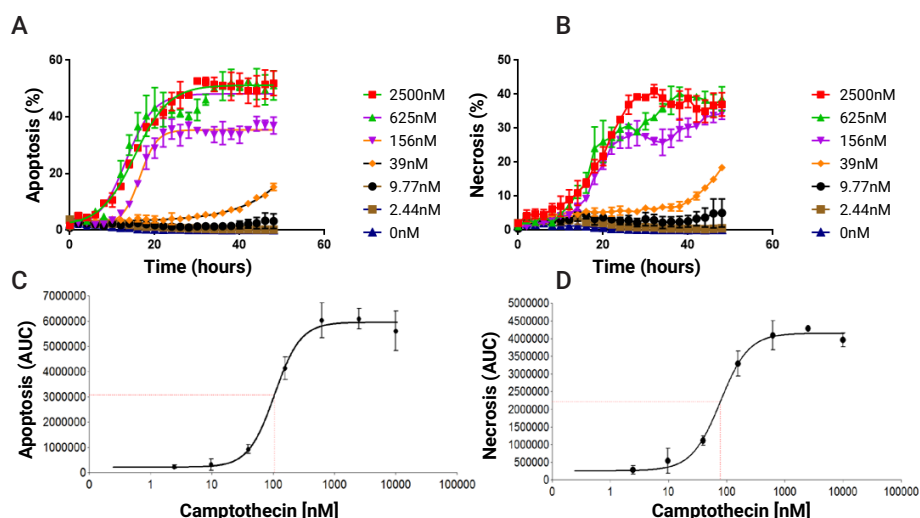 A
60
40
20
0
Apoptosis (%)
0 20 40 60
Time (hours)
2500nM
625nM
156nM
39nM
9.77nM
2.44nM
0nM
B
50
40
30
20
10
0
Necrosis (%)
0 20 40 60
Time (hours)
2500nM
625nM
156nM
39nM
9.77nM
2.44nM
0nM
C
7000000
6000000
5000000
4000000
3000000
2000000
1000000
0
Apoptosis (AUC)
0 1 10 100 1000 10000 100000
Camptothecin [nM]
D
5000000
4500000
4000000
3500000
3000000
2500000
2000000
1500000
1000000
500000
0
Necrosis (AUC)
0 1 10 100 1000 10000 100000
Camptothecin [nM]